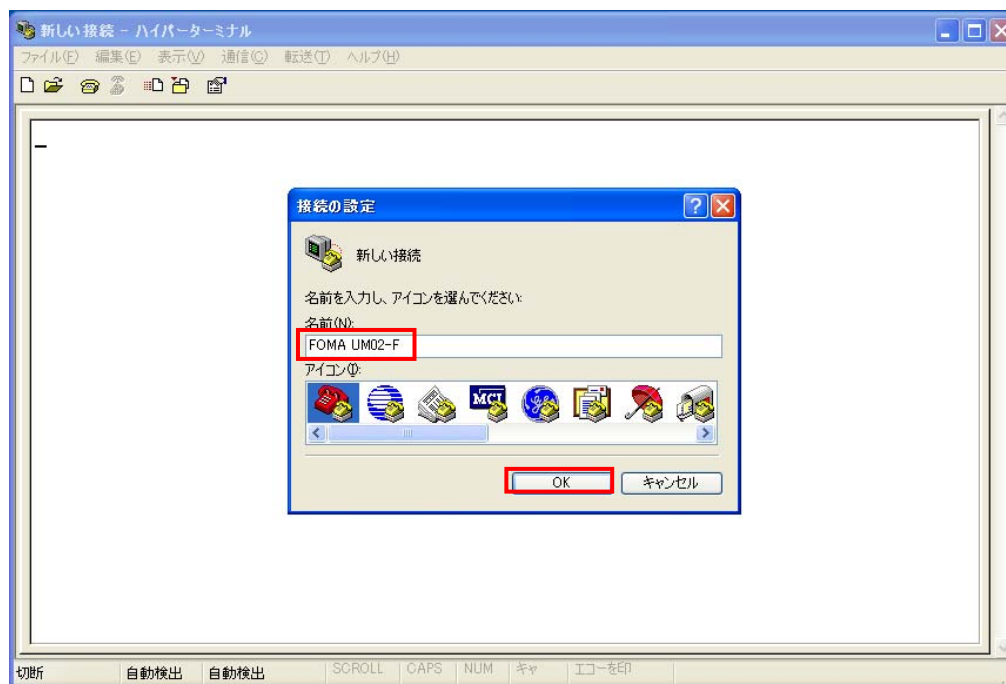 新しい接続 - ハイパーターミナル
ファイル(F) 編集(E) 表示(V) 通信(C) 転送(T) ヘルプ(H)
接続の設定
新しい接続
名前を入力し、アイコンを選んでください:
名前(N):
FOMA UM02-F
アイコン(I):
MCI
OK キャンセル
切断 自動検出 自動検出 SCROLL CAPS NUM キャ エコーを印